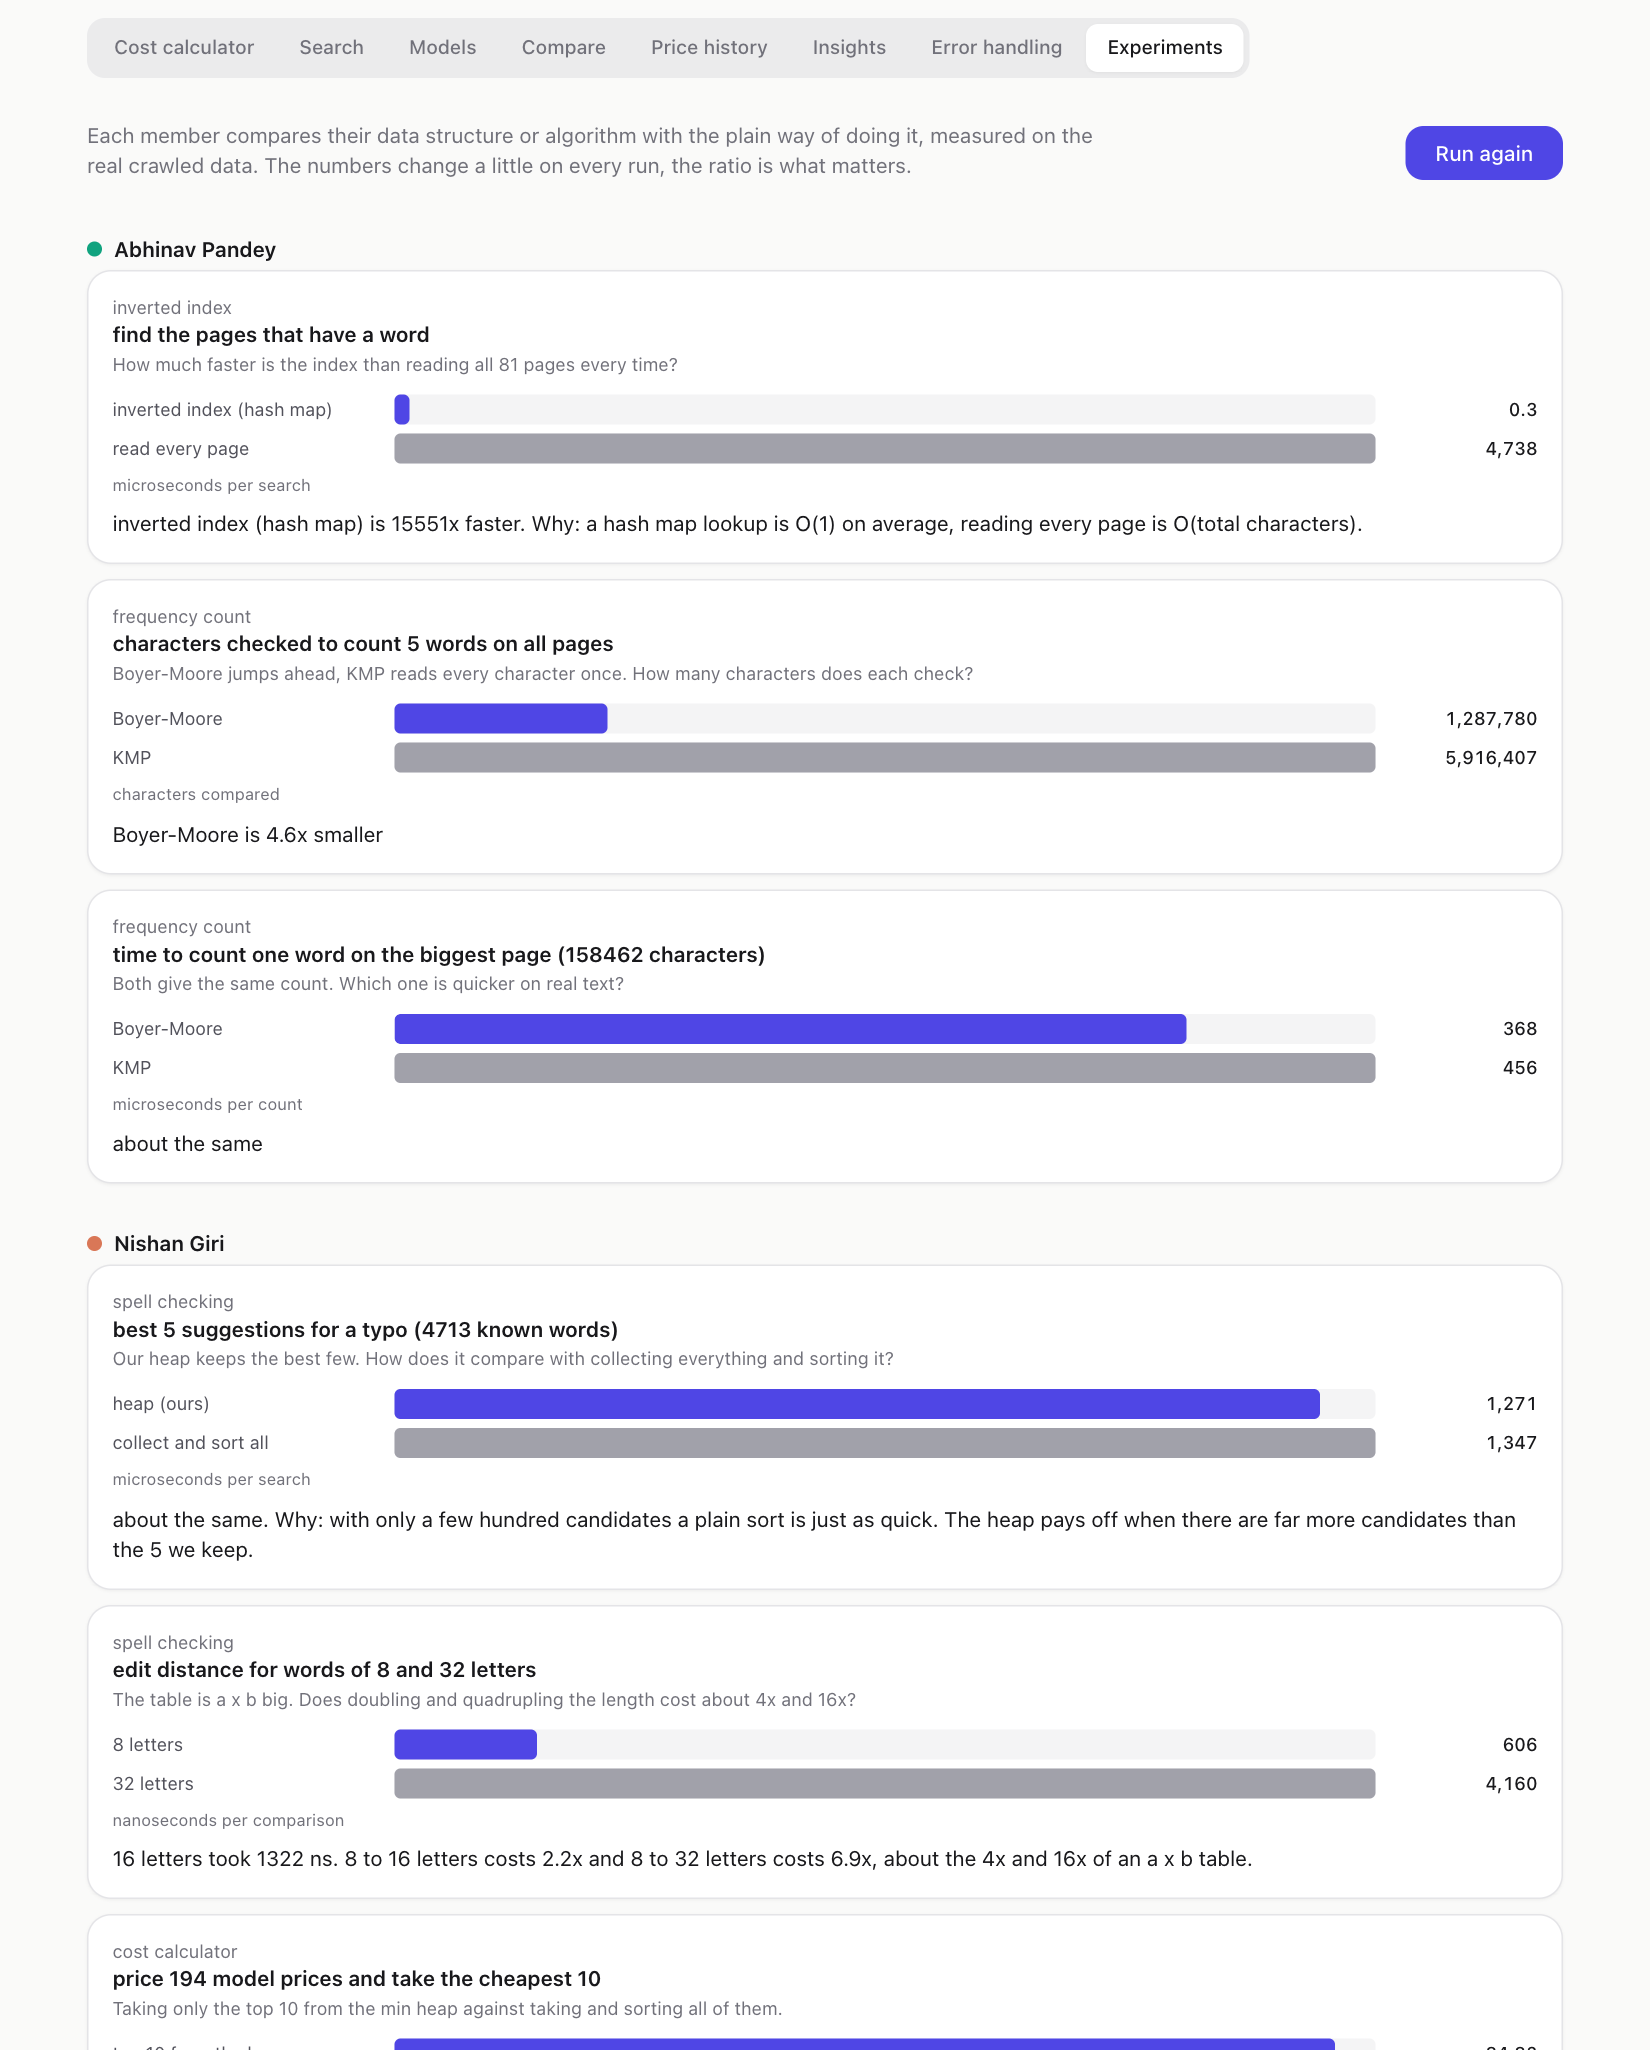 Cost calculator Search Models Compare Price history Insights Error handling Experiments
Each member compares their data structure or algorithm with the plain way of doing it, measured on the
real crawled data. The numbers change a little on every run, the ratio is what matters.
Run again
Abhinav Pandey
inverted index
find the pages that have a word
How much faster is the index than reading all 81 pages every time?
inverted index (hash map) 0.3
read every page 4,738
microseconds per search
inverted index (hash map) is 15551x faster. Why: a hash map lookup is O(1) on average, reading every page is O(total characters).
frequency count
characters checked to count 5 words on all pages
Boyer-Moore jumps ahead, KMP reads every character once. How many characters does each check?
Boyer-Moore 1,287,780
KMP 5,916,407
characters compared
Boyer-Moore is 4.6x smaller
frequency count
time to count one word on the biggest page (158462 characters)
Both give the same count. Which one is quicker on real text?
Boyer-Moore 368
KMP 456
microseconds per count
about the same
Nishan Giri
spell checking
best 5 suggestions for a typo (4713 known words)
Our heap keeps the best few. How does it compare with collecting everything and sorting it?
heap (ours) 1,271
collect and sort all 1,347
microseconds per search
about the same. Why: with only a few hundred candidates a plain sort is just as quick. The heap pays off when there are far more candidates than
the 5 we keep.
spell checking
edit distance for words of 8 and 32 letters
The table is a x b big. Does doubling and quadrupling the length cost about 4x and 16x?
8 letters 606
32 letters 4,160
nanoseconds per comparison
16 letters took 1322 ns. 8 to 16 letters costs 2.2x and 8 to 32 letters costs 6.9x, about the 4x and 16x of an a x b table.
cost calculator
price 194 model prices and take the cheapest 10
Taking only the top 10 from the min heap against taking and sorting all of them.